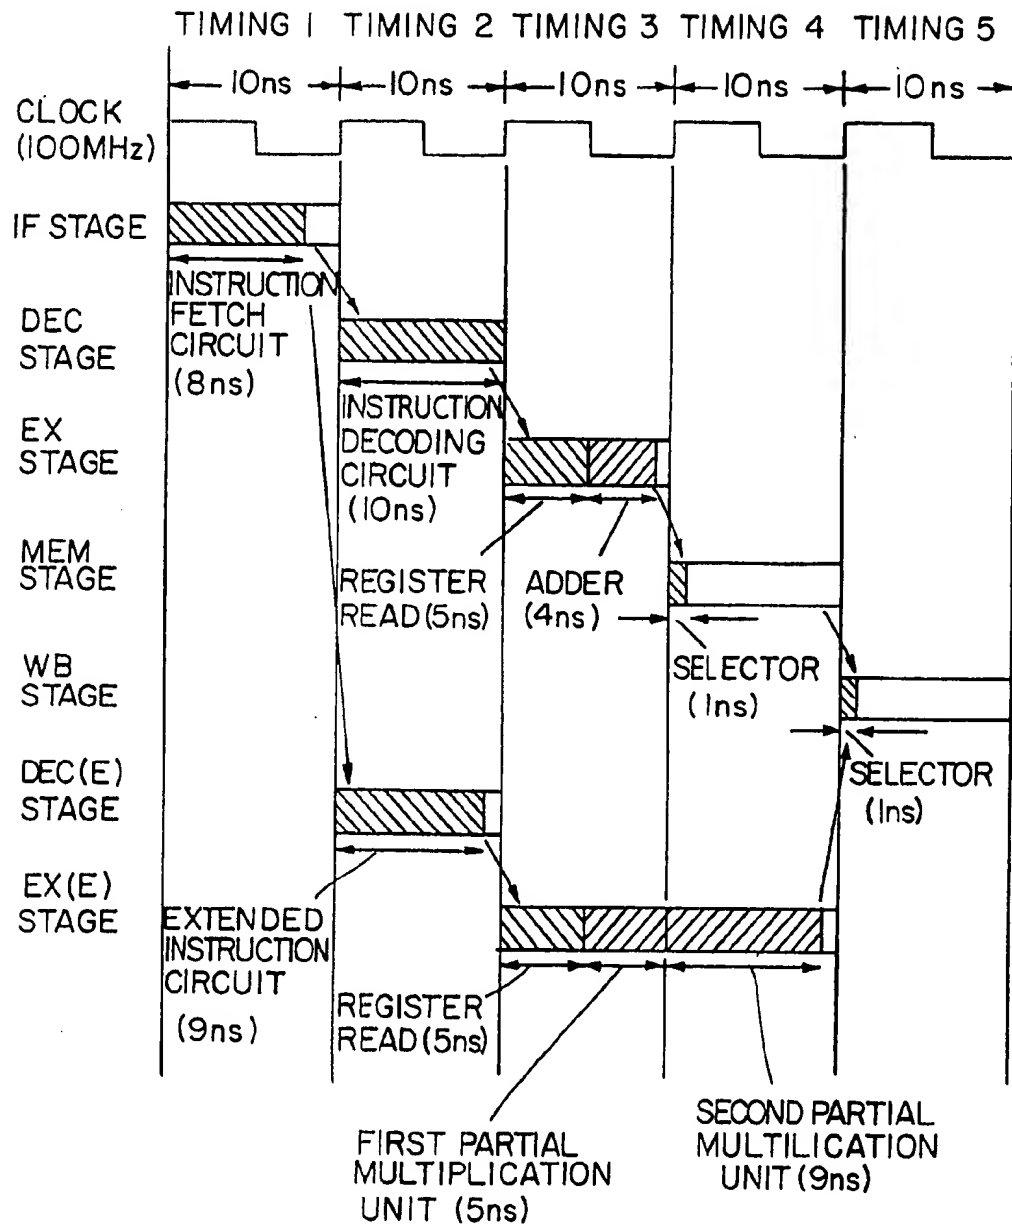 TIMING 1 TIMING 2 TIMING 3 TIMING 4 TIMING 5
10ns 10ns 10ns 10ns 10ns
CLOCK
(100MHz)
IF STAGE
INSTRUCTION
FETCH
CIRCUIT
(8ns)
DEC
STAGE
INSTRUCTION
DECODING
CIRCUIT
(10ns)
EX
STAGE
REGISTER
READ (5ns)
ADDER
(4ns)
MEM
STAGE
SELECTOR
(1ns)
WB
STAGE
SELECTOR
(1ns)
DEC(E)
STAGE
EXTENDED
INSTRUCTION
CIRCUIT
(9ns)
EX(E)
STAGE
REGISTER
READ (5ns)
FIRST PARTIAL
MULTIPLICATION
UNIT (5ns)
SECOND PARTIAL
MULTILICATION
UNIT (9ns)